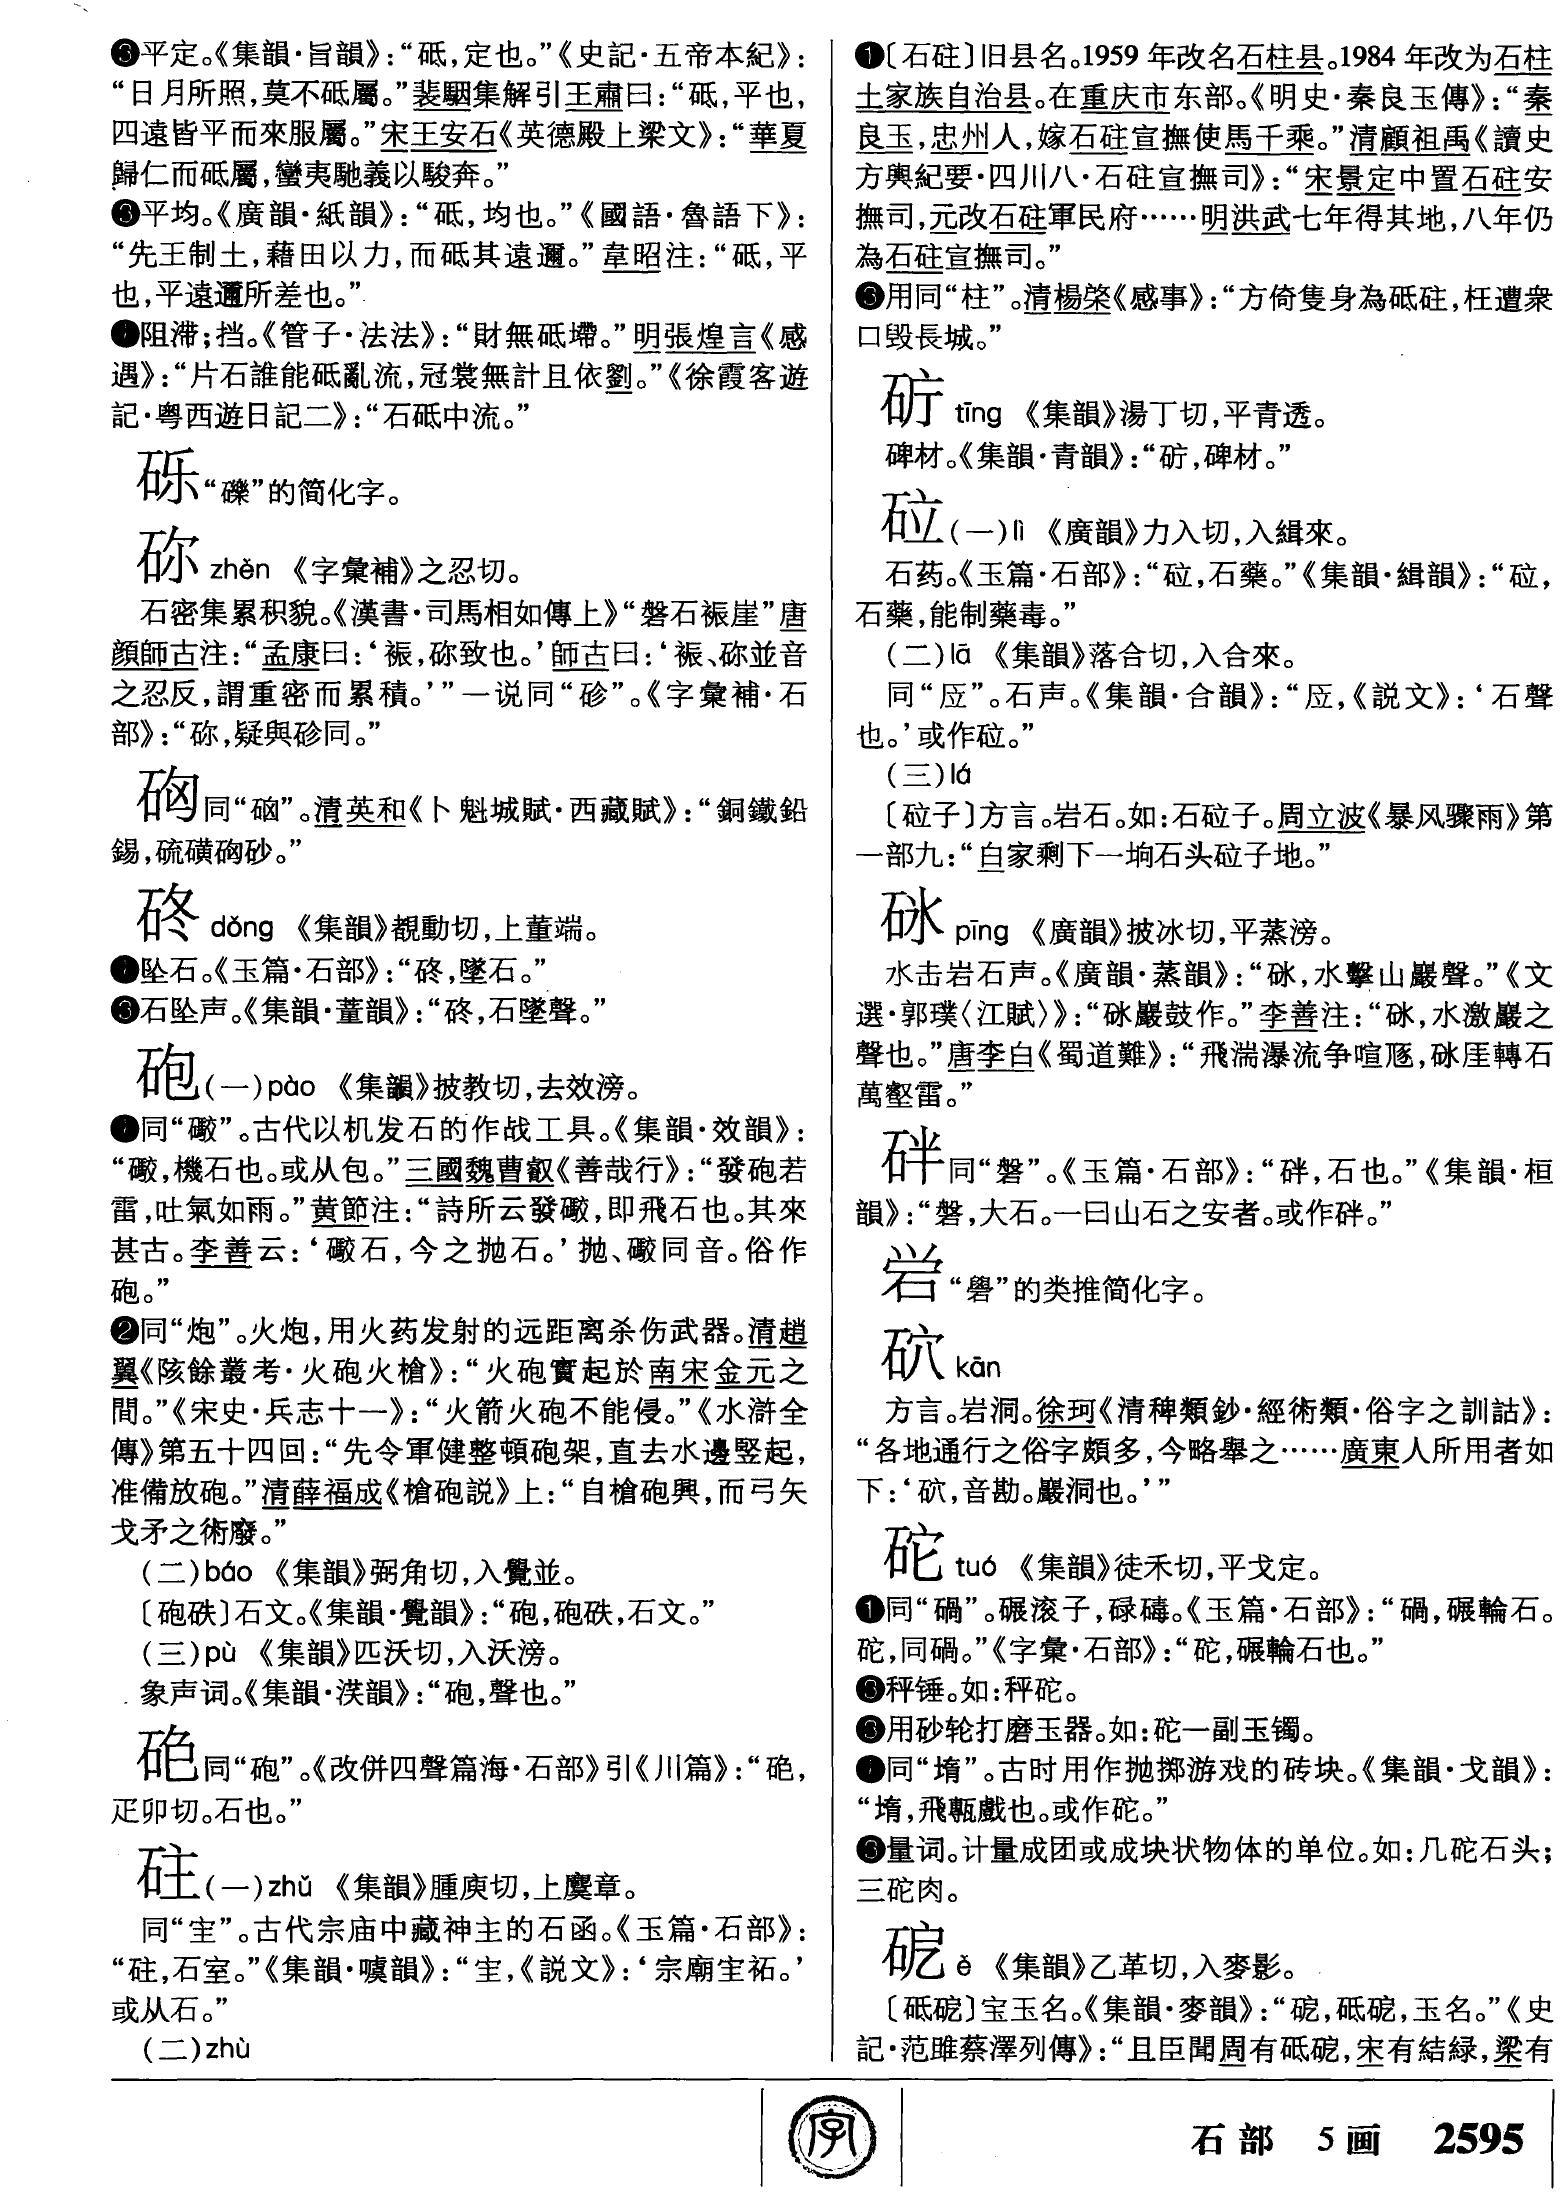 ❸平定。《集韻·旨韻》：“砥，定也。”《史記·五帝本紀》：
“日月所照，莫不砥屬。”裴駰集解引王肅曰：“砥，平也，
四遠皆平而來服屬。”宋王安石《英德殿上梁文》：“華夏
歸仁而砥屬，蠻夷馳義以駿奔。”
❸平均。《廣韻·紙韻》：“砥，均也。”《國語·魯語下》：
“先王制土，藉田以力，而砥其遠邇。”韋昭注：“砥，平
也，平遠邇所差也。”
阻滞；挡。《管子·法法》：“財無砥墆。”明張煌言《感
遇》：“片石誰能砥亂流，冠裳無計且依劉。”《徐霞客遊
記·粵西遊日記二》：“石砥中流。”
砾“礫”的简化字。
䂦 zhěn 《字彙補》之忍切。
石密集累积貌。《漢書·司馬相如傳上》“磐石裖崖”唐
顔師古注：“孟康曰：‘裖，䂦致也。’師古曰：‘裖、䂦並音
之忍反，謂重密而累積。’”一说同“𥐻”。《字彙補·石
部》：“䂦，疑與𥐻同。”
同“硇”。清英和《卜魁城賦·西藏賦》：“銅鐵鉛
錫，硫磺砂。”
䂢 dǒng 《集韻》覩動切，上董端。
坠石。《玉篇·石部》：“䂢，墜石。”
❸石坠声。《集韻·董韻》：“䂢，石墜聲。”
砲(一)pào 《集韻》披教切，去效滂。
同“礮”。古代以机发石的作战工具。《集韻·效韻》：
“礮，機石也。或从包。”三國魏曹叡《善哉行》：“發砲若
雷，吐氣如雨。”黄節注：“詩所云發礮，即飛石也。其來
甚古。李善云：‘礮石，今之抛石。’抛、礮同音。俗作
砲。”
❷同“炮”。火炮，用火药发射的远距离杀伤武器。清趙
翼《陔餘叢考·火砲火槍》：“火砲實起於南宋金元之
間。”《宋史·兵志十一》：“火箭火砲不能侵。”《水滸全
傳》第五十四回：“先令軍健整頓砲架，直去水邊竪起，
准備放砲。”清薛福成《槍砲説》上：“自槍砲興，而弓矢
戈矛之術廢。”
(二)báo 《集韻》弼角切，入覺並。
〔砲砄〕石文。《集韻·覺韻》：“砲，砲砄，石文。”
(三)pù 《集韻》匹沃切，入沃滂。
象声词。《集韻·渓韻》：“砲，聲也。”
同“砲”。《改併四聲篇海·石部》引《川篇》：“，
疋卯切。石也。”
砫(一)zhǔ 《集韻》腫庾切，上麌章。
同“宔”。古代宗庙中藏神主的石函。《玉篇·石部》：
“砫，石室。”《集韻·噳韻》：“宔，《説文》：‘宗廟宔祏。’
或从石。”
(二)zhù
❶〔石砫〕旧县名。1959年改名石柱县。1984年改为石柱
土家族自治县。在重庆市东部。《明史·秦良玉傳》：“秦
良玉，忠州人，嫁石砫宣撫使馬千乘。”清顧祖禹《讀史
方輿紀要·四川八·石砫宣撫司》：“宋景定中置石砫安
撫司，元改石砫軍民府……明洪武七年得其地，八年仍
為石砫宣撫司。”
❸用同“柱”。清楊棨《感事》：“方倚隻身為砥砫，枉遭衆
口毀長城。”
tīng 《集韻》湯丁切，平青透。
碑材。《集韻·青韻》：“，碑材。”
砬(一)lì 《廣韻》力入切，入緝來。
石药。《玉篇·石部》：“砬，石藥。”《集韻·緝韻》：“砬，
石藥，能制藥毒。”
(二)lā 《集韻》落合切，入合來。
同“㕇”。石声。《集韻·合韻》：“㕇，《説文》：‘石聲
也。’或作砬。”
(三)lá
〔砬子〕方言。岩石。如：石砬子。周立波《暴风骤雨》第
一部九：“白家剩下一垧石头砬子地。”
砯 pīng 《廣韻》披冰切，平蒸滂。
水击岩石声。《廣韻·蒸韻》：“砯，水擊山巖聲。”《文
選·郭璞〈江賦〉》：“砯巖鼓作。”李善注：“砯，水激巖之
聲也。”唐李白《蜀道難》：“飛湍瀑流争喧豗，砯厓轉石
萬壑雷。”
砰同“磐”。《玉篇·石部》：“，石也。”《集韻·桓
韻》：“磐，大石。一曰山石之安者。或作。”
喾“礐”的类推简化字。
kān
方言。岩洞。徐珂《清稗類鈔·經術類·俗字之訓詁》：
“各地通行之俗字頗多，今略舉之……廣東人所用者如
下：‘，音勘。巖洞也。’”
砣 tuó 《集韻》徒禾切，平戈定。
❶同“碢”。碾滚子，碌碡。《玉篇·石部》：“碢，碾輪石。
砣，同碢。”《字彙·石部》：“砣，碾輪石也。”
❸秤锤。如：秤砣。
❸用砂轮打磨玉器。如：砣一副玉镯。
同“堶”。古时用作抛掷游戏的砖块。《集韻·戈韻》：
“堶，飛甎戲也。或作砣。”
❸量词。计量成团或成块状物体的单位。如：几砣石头；
三砣肉。
砨 è 《集韻》乙革切，入麥影。
〔砥砨〕宝玉名。《集韻·麥韻》：“砨，砥砨，玉名。”《史
記·范雎蔡澤列傳》：“且臣聞周有砥砨，宋有結緑，梁有
字
石部 5画 2595